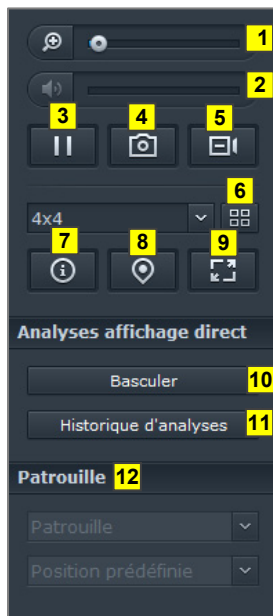 1
2
3 4 5
6
4x4
7 8 9
Analyses affichage direct
Basculer 10
Historique d'analyses 11
Patrouille 12
Patrouille
Position prédéfinie